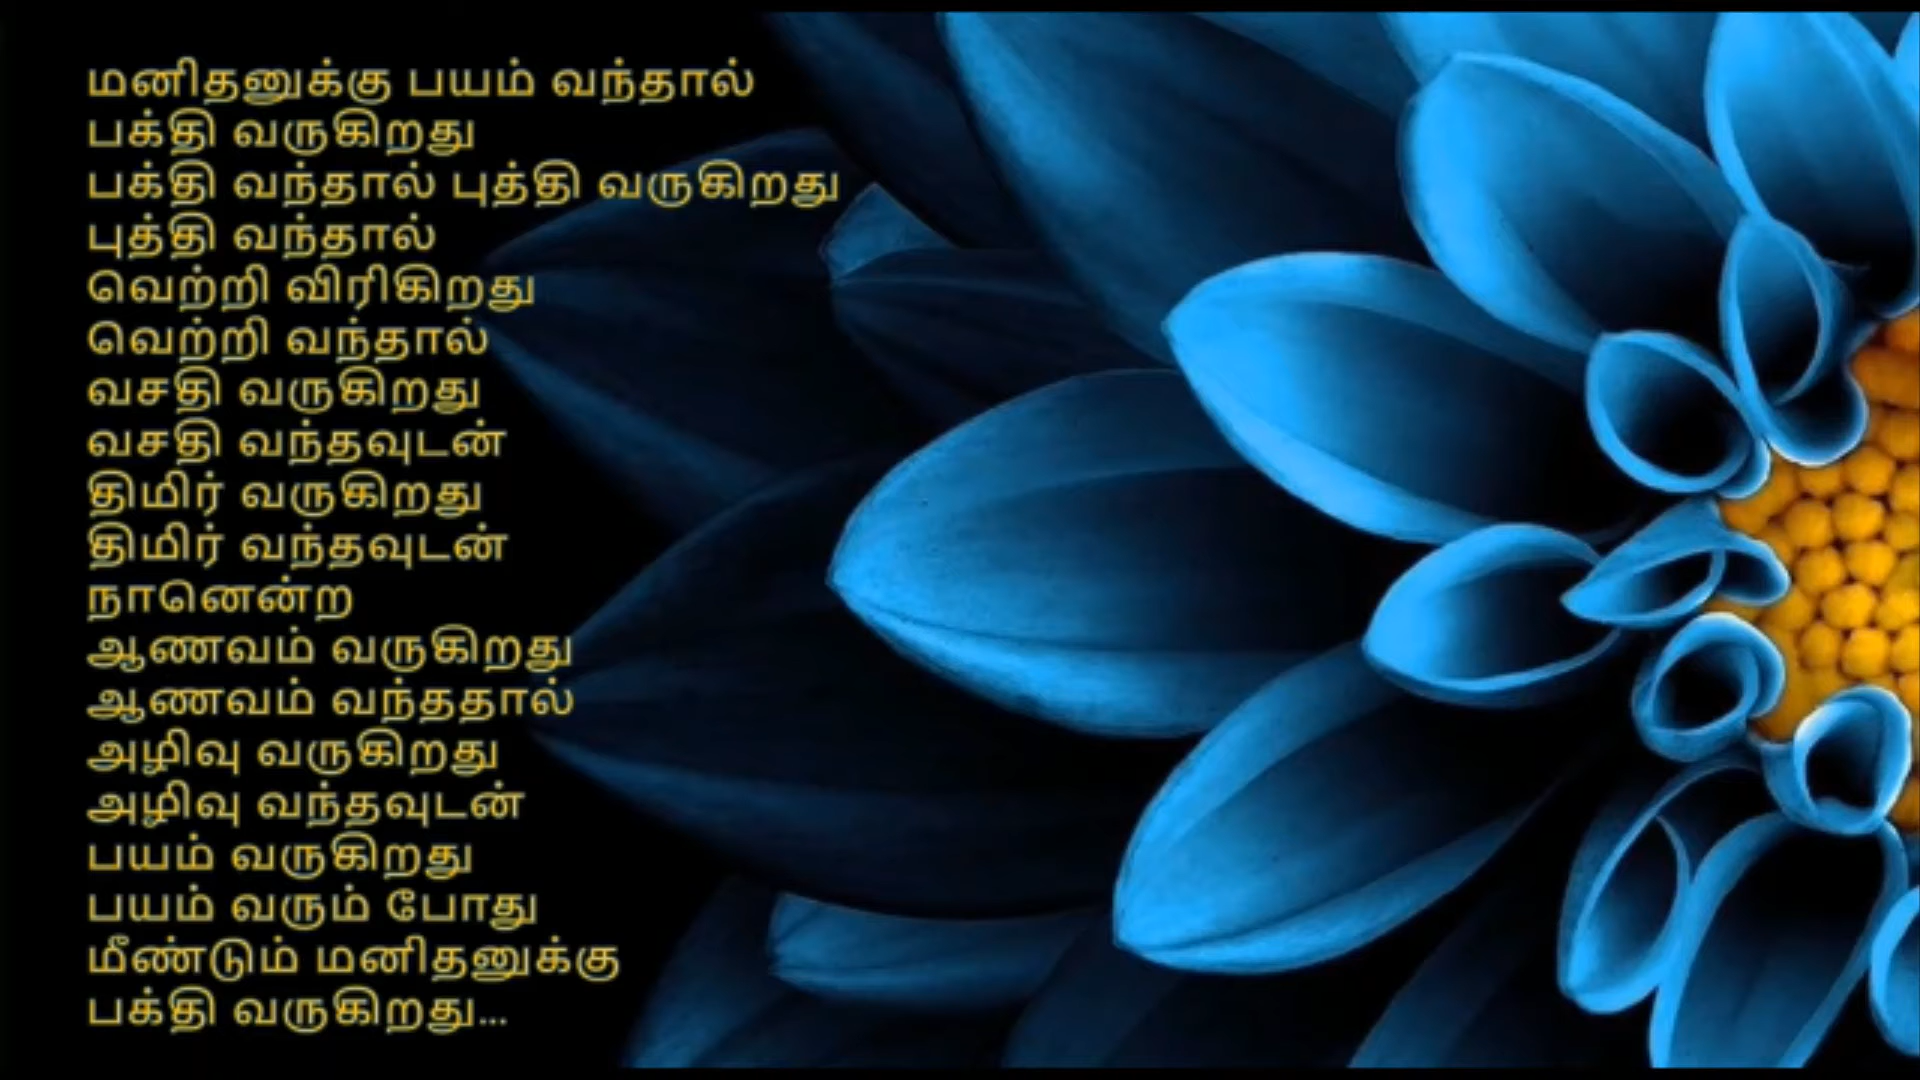 மனிதனுக்கு பயம் வந்தால்
பக்தி வருகிறது
பக்தி வந்தால் புத்தி வருகிறது
புத்தி வந்தால்
வெற்றி விரிகிறது
வெற்றி வந்தால்
வசதி வருகிறது
வசதி வந்தவுடன்
திமிர் வருகிறது
திமிர் வந்தவுடன்
நானென்ற
ஆணவம் வருகிறது
ஆணவம் வந்ததால்
அழிவு வருகிறது
அழிவு வந்தவுடன்
பயம் வருகிறது
பயம் வரும் போது
மீண்டும் மனிதனுக்கு
பக்தி வருகிறது...